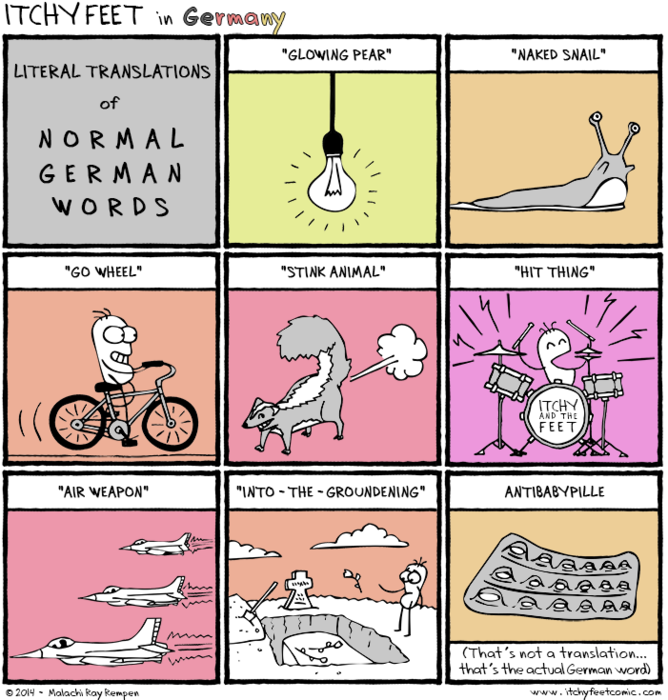 ITCHY FEET in Germany
LITERAL TRANSLATIONS
of
NORMAL
GERMAN
WORDS
"GLOWING PEAR"
"NAKED SNAIL"
"GO WHEEL"
"STINK ANIMAL"
"HIT THING"
ITCHY
AND THE
FEET
"AIR WEAPON"
"INTO-THE-GROUNDENING"
ANTIBABYPILLE
(That's not a translation...
that's the actual German word)
© 2014 - Malachi Ray Rempen
www.itchyfeetcomic.com